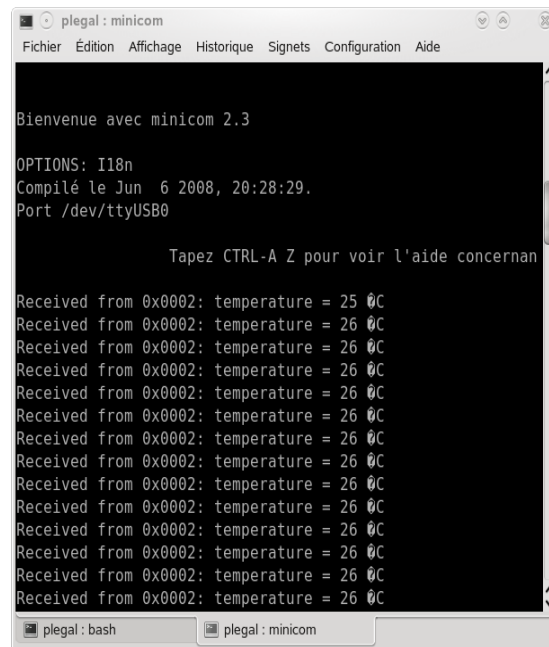 plegal : minicom
Fichier Édition Affichage Historique Signets Configuration Aide
Bienvenue avec minicom 2.3
OPTIONS: I18n
Compilé le Jun  6 2008, 20:28:29.
Port /dev/ttyUSB0
Tapez CTRL-A Z pour voir l'aide concernan
Received from 0x0002: temperature = 25 �C
Received from 0x0002: temperature = 26 �C
Received from 0x0002: temperature = 26 �C
Received from 0x0002: temperature = 26 �C
Received from 0x0002: temperature = 26 �C
Received from 0x0002: temperature = 26 �C
Received from 0x0002: temperature = 26 �C
Received from 0x0002: temperature = 26 �C
Received from 0x0002: temperature = 26 �C
Received from 0x0002: temperature = 26 �C
Received from 0x0002: temperature = 26 �C
Received from 0x0002: temperature = 26 �C
Received from 0x0002: temperature = 26 �C
Received from 0x0002: temperature = 26 �C
plegal : bash plegal : minicom